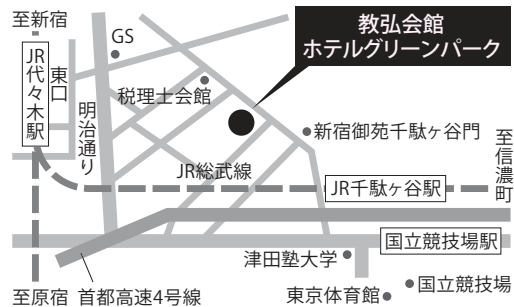 至新宿
教弘会館
ホテルグリーンパーク
GS
JR代々木駅
東口
明治通り
税理士会館
新宿御苑千駄ヶ谷門
JR総武線
至信濃町
JR千駄ヶ谷駅
国立競技場駅
津田塾大学
至原宿
首都高速4号線
東京体育館
国立競技場